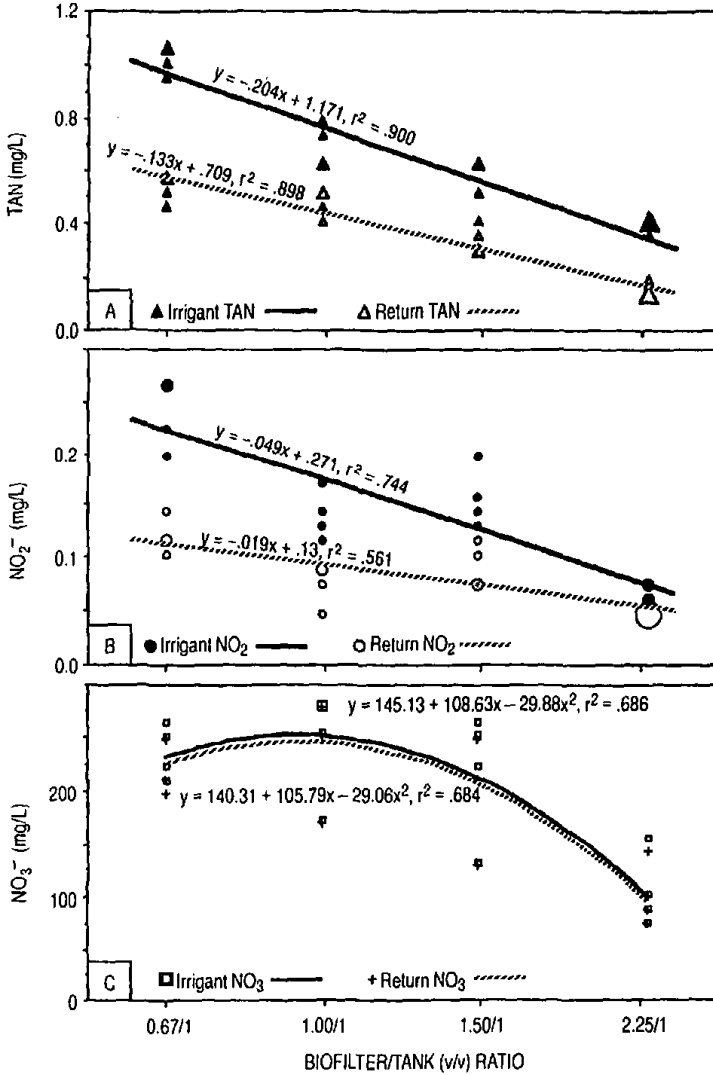 1.2
y = -.204x + 1.171, r² = .900
0.8
TAN (mg/L)
y = -.133x + .709, r² = .898
0.4
A
▲ Irrigant TAN
△ Return TAN
0.0
0.2
y = -.049x + .271, r² = .744
NO₂⁻ (mg/L)
0.1
y = -.019x + .13, r² = .561
B
● Irrigant NO₂
○ Return NO₂
0.0
y = 145.13 + 108.63x - 29.88x², r² = .686
200
y = 140.31 + 105.79x - 29.06x², r² = .684
NO₃⁻ (mg/L)
100
C
Irrigant NO₃
+ Return NO₃
0
0.67/1 1.00/1 1.50/1 2.25/1
BIOFILTER/TANK (v/v) RATIO